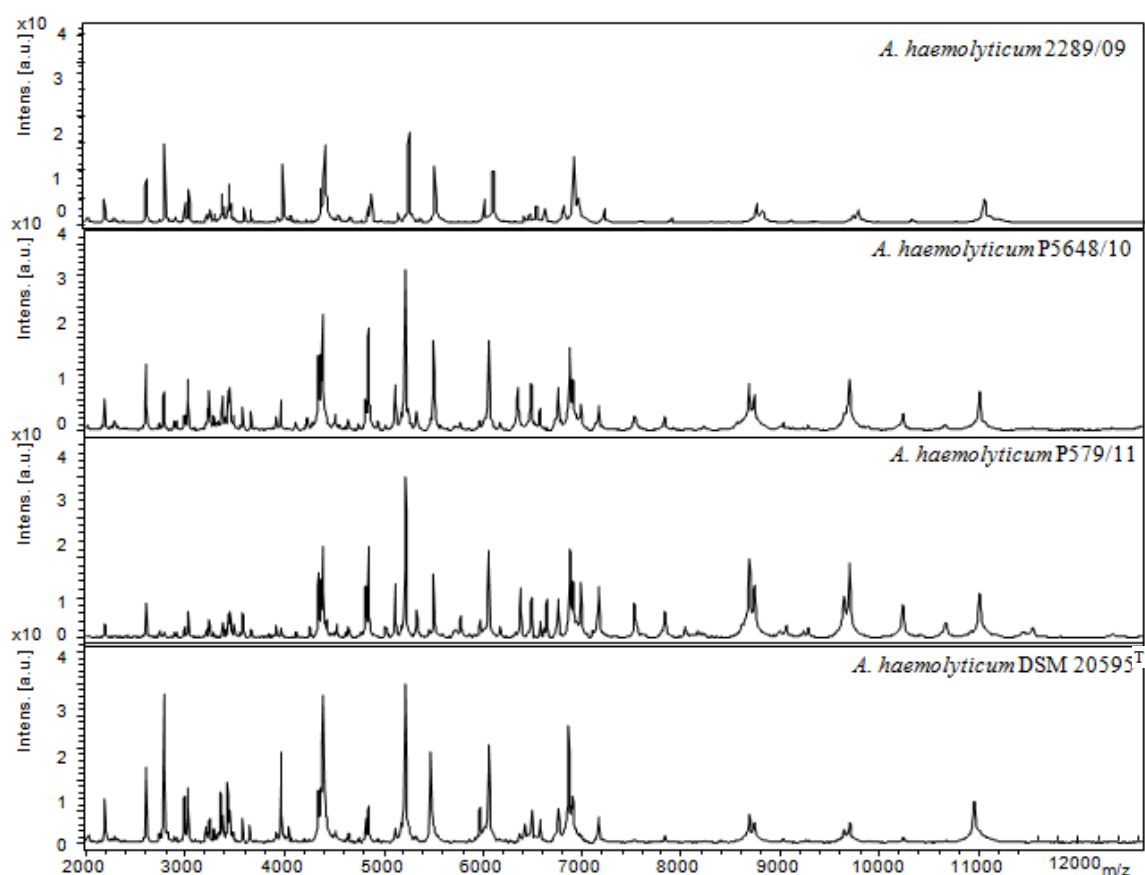 x10
4
3
2
1
0
Intens. [a.u.]
A. haemolyticum 2289/09
x10
4
3
2
1
0
Intens. [a.u.]
A. haemolyticum P5648/10
x10
4
3
2
1
0
Intens. [a.u.]
A. haemolyticum P579/11
x10
4
3
2
1
0
Intens. [a.u.]
A. haemolyticum DSM 20595T
2000 3000 4000 5000 6000 7000 8000 9000 10000 11000 12000 m/z